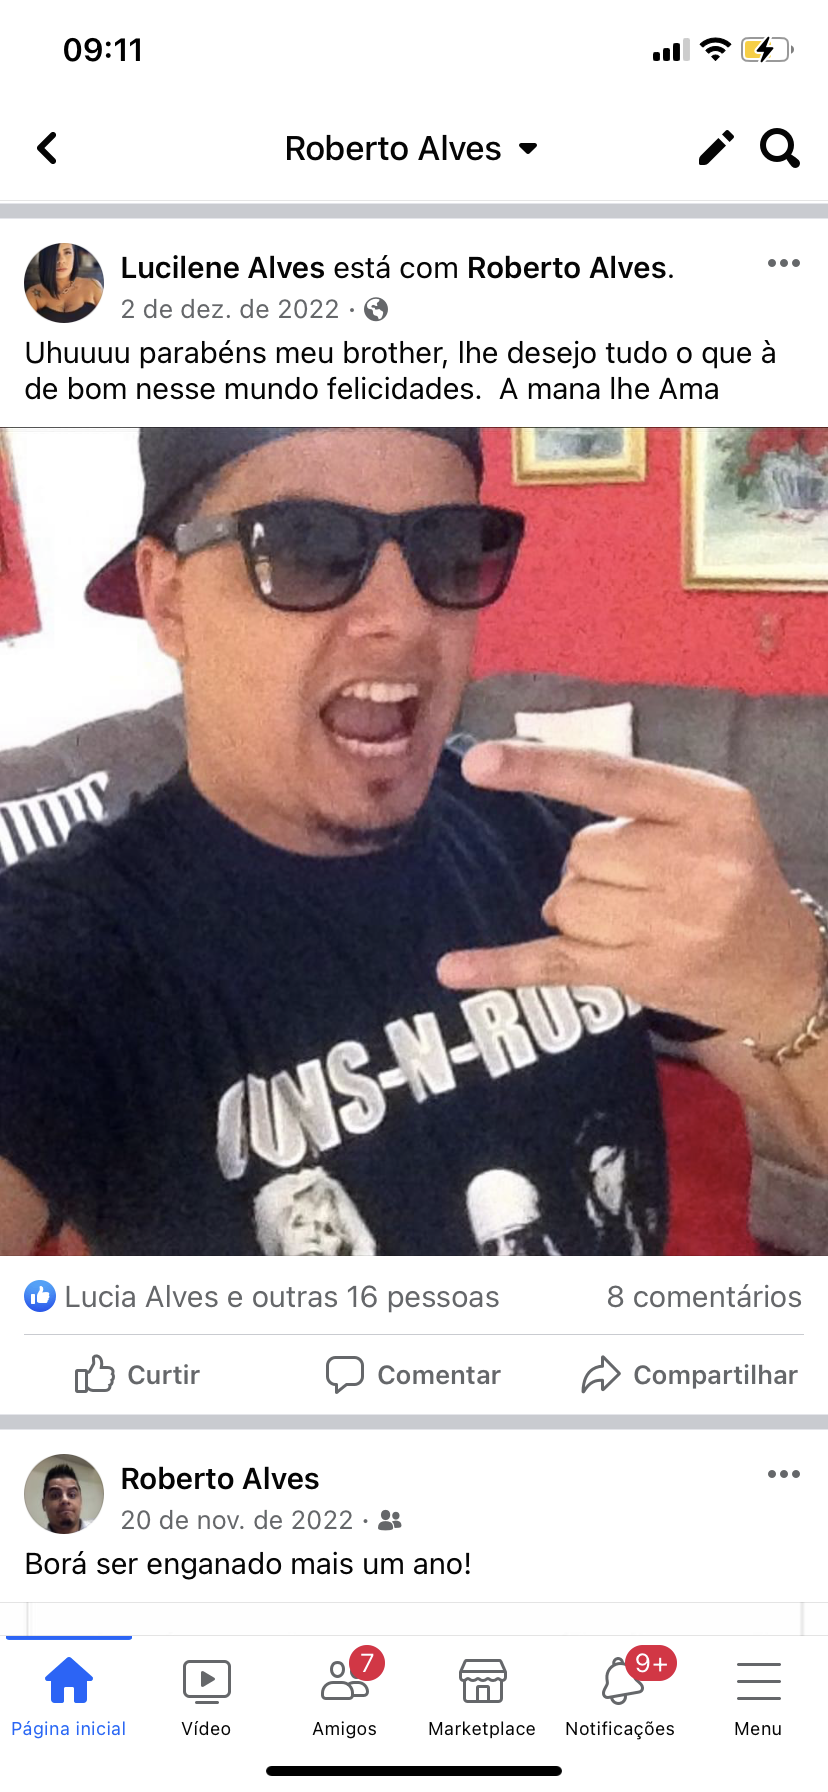 09:11
Roberto Alves
Lucilene Alves está com Roberto Alves.
2 de dez. de 2022 ·
Uhuuuu parabéns meu brother, lhe desejo tudo o que à
de bom nesse mundo felicidades.  A mana lhe Ama
UNS-N-ROS
Lucia Alves e outras 16 pessoas 8 comentários
Curtir Comentar Compartilhar
Roberto Alves
20 de nov. de 2022 ·
Borá ser enganado mais um ano!
7 9+
Página inicial Vídeo Amigos Marketplace Notificações Menu